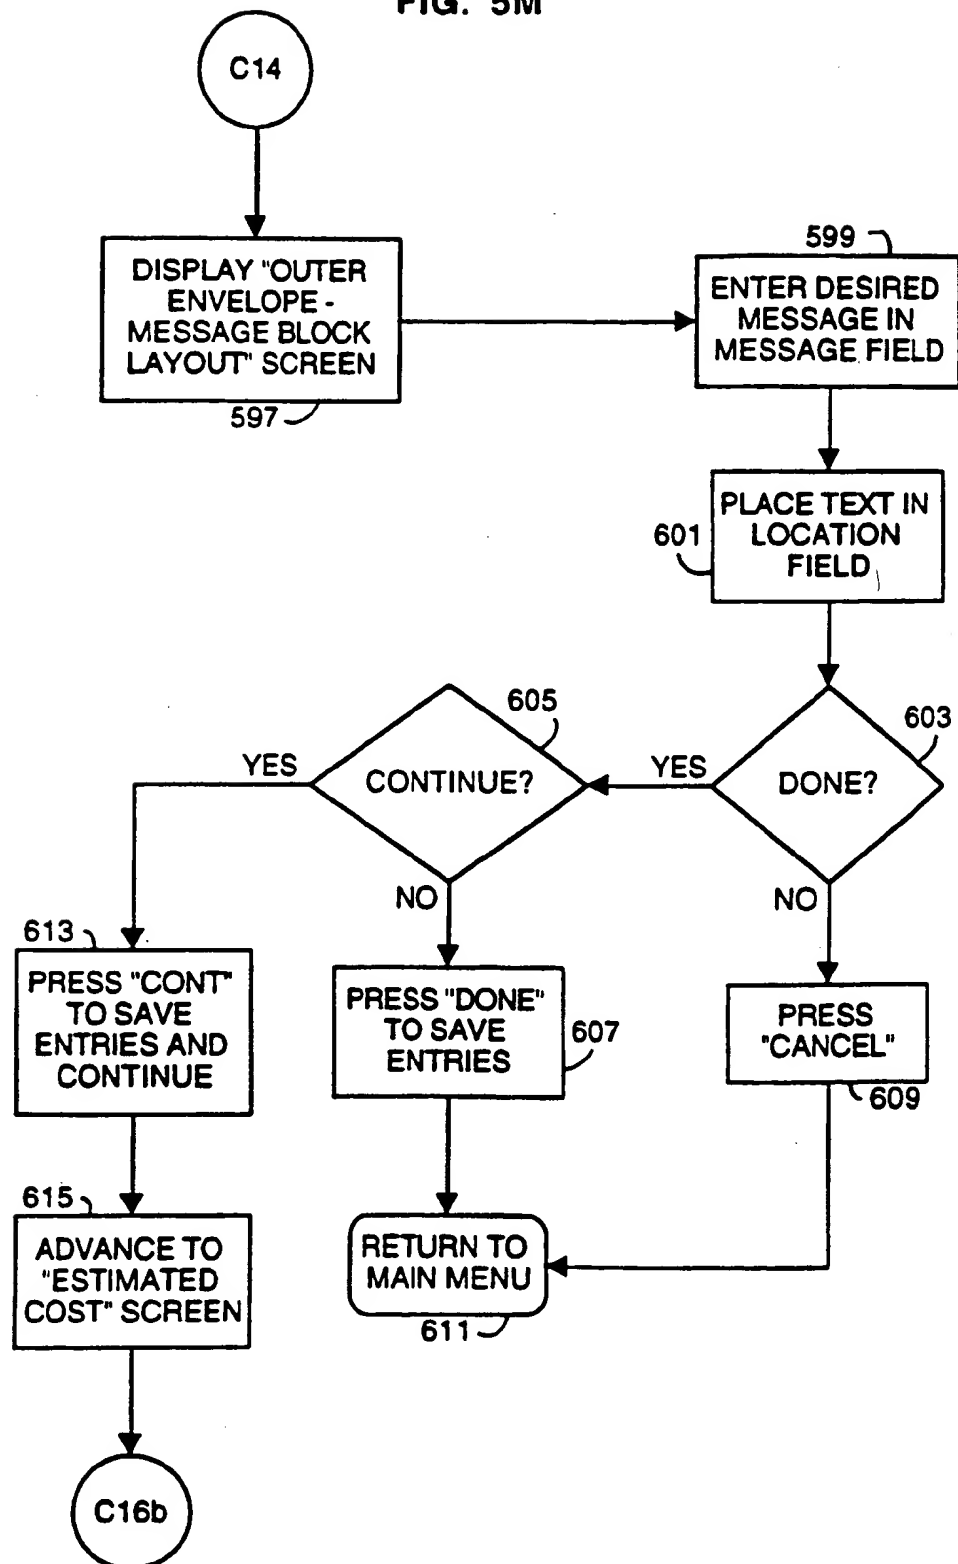 FIG. 5M
C14
DISPLAY "OUTER
ENVELOPE -
MESSAGE BLOCK
LAYOUT" SCREEN
597
599
ENTER DESIRED
MESSAGE IN
MESSAGE FIELD
PLACE TEXT IN
LOCATION
FIELD
601
603
DONE?
YES
NO
605
CONTINUE?
YES
NO
613
PRESS "CONT"
TO SAVE
ENTRIES AND
CONTINUE
PRESS "DONE"
TO SAVE
ENTRIES
607
PRESS
"CANCEL"
609
615
ADVANCE TO
"ESTIMATED
COST" SCREEN
RETURN TO
MAIN MENU
611
C16b